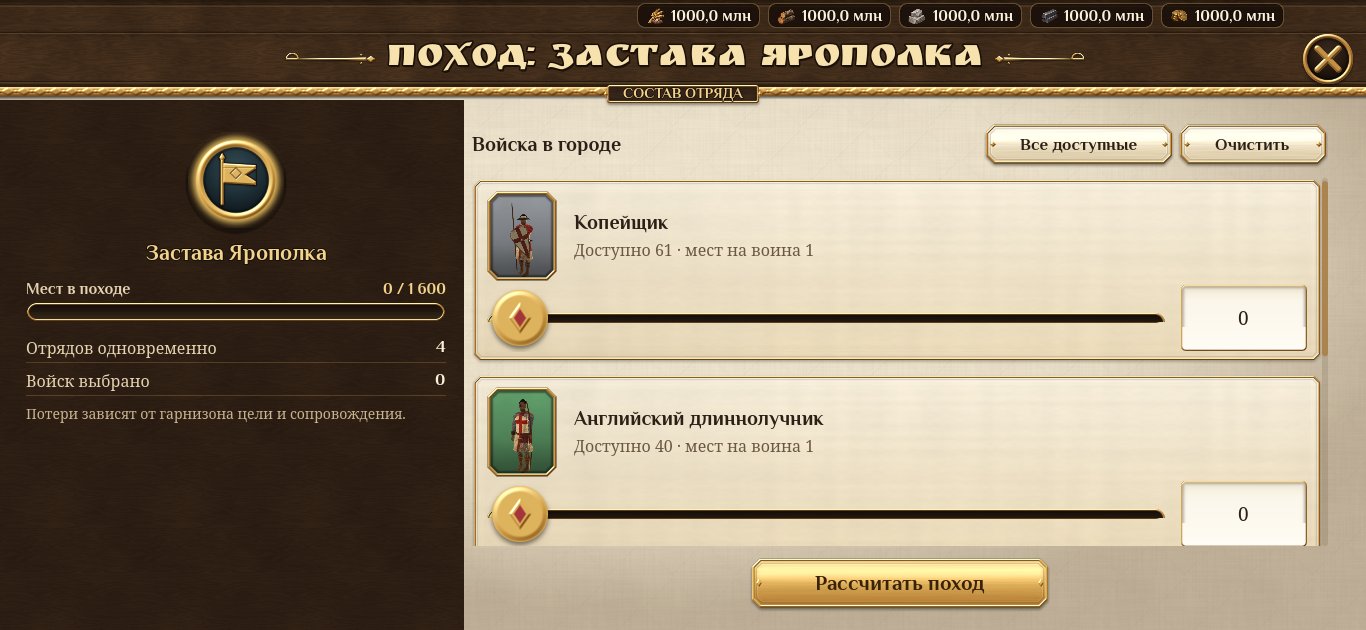 1000,0 млн 1000,0 млн 1000,0 млн 1000,0 млн 1000,0 млн
ПОХОД: ЗАСТАВА ЯРОПОЛКА
СОСТАВ ОТРЯДА
Застава Ярополка
Мест в походе 0 / 1 600
Отрядов одновременно 4
Войск выбрано 0
Потери зависят от гарнизона цели и сопровождения.
Войска в городе
Все доступные
Очистить
Копейщик
Доступно 61 · мест на воина 1
0
Английский длиннолучник
Доступно 40 · мест на воина 1
0
Рассчитать поход